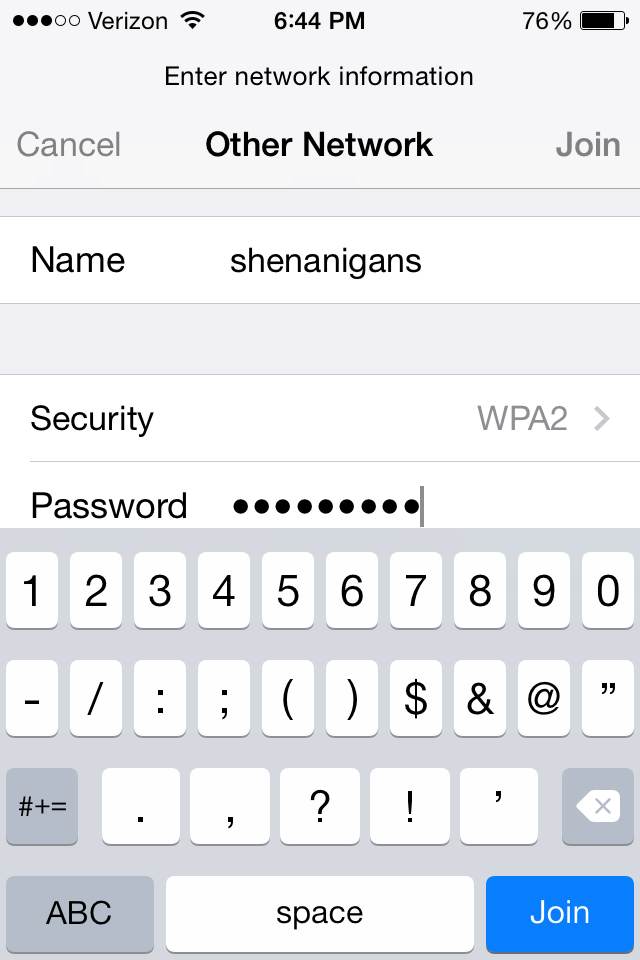 Verizon 6:44 PM 76%
Enter network information
Cancel Other Network Join
Name shenanigans
Security WPA2 >
Password •••••••••
1 2 3 4 5 6 7 8 9 0
- / : ; ( ) $ & @ ”
#+= . , ? ! ’
ABC space Join